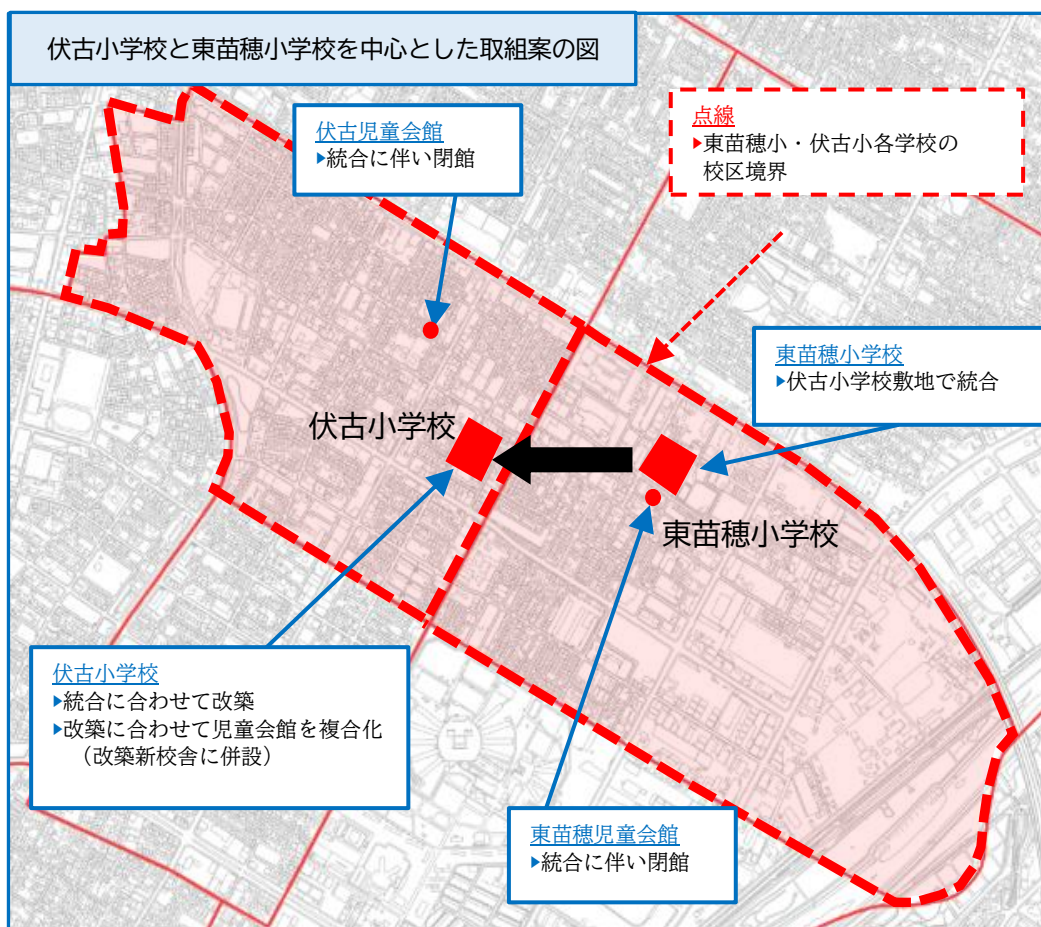 伏古小学校と東苗穂小学校を中心とした取組案の図
伏古児童会館
▶統合に伴い閉館
点線
▶東苗穂小・伏古小各学校の
校区境界
東苗穂小学校
▶伏古小学校敷地で統合
伏古小学校
東苗穂小学校
伏古小学校
▶統合に合わせて改築
▶改築に合わせて児童会館を複合化
（改築新校舎に併設）
東苗穂児童会館
▶統合に伴い閉館